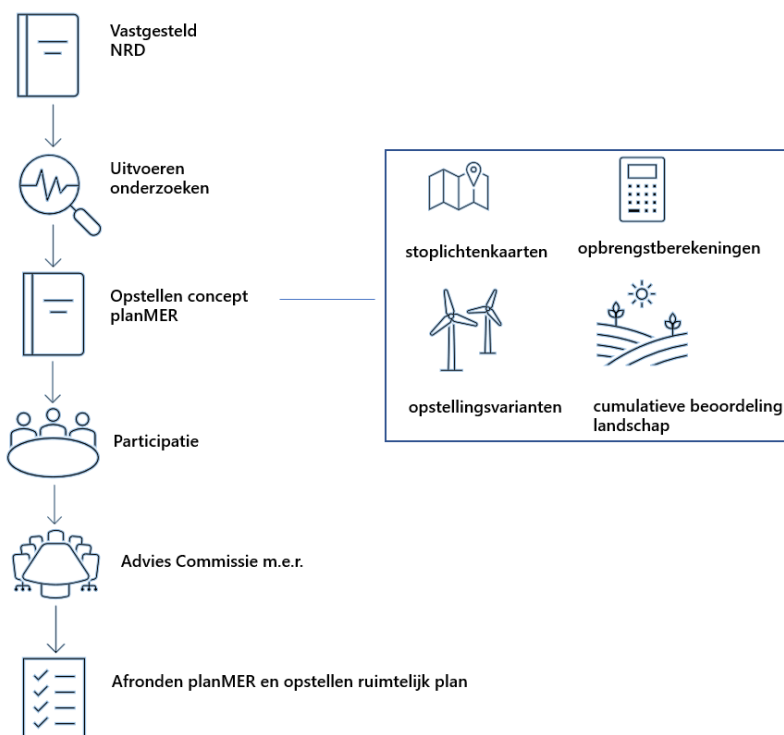 Vastgesteld
NRD
Uitvoeren
onderzoeken
Opstellen concept
planMER
stoplichtenkaarten
opbrengstberekeningen
opstellingsvarianten
cumulatieve beoordeling
landschap
Participatie
Advies Commissie m.e.r.
Afronden planMER en opstellen ruimtelijk plan